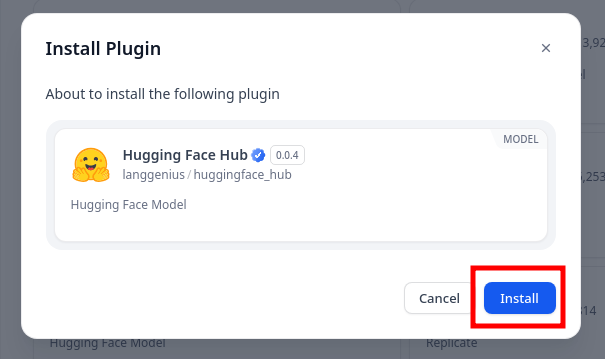 Install Plugin
About to install the following plugin
MODEL
Hugging Face Hub 0.0.4
langgenius / huggingface_hub
Hugging Face Model
Cancel
Install
3,92
,253
314
Hugging Face Model
Replicate